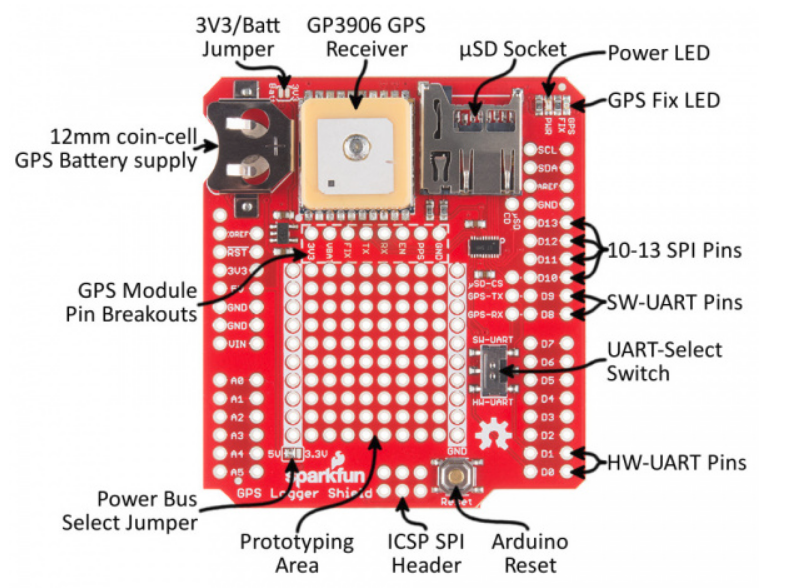 3V3/Batt
Jumper
GP3906 GPS
Receiver
µSD Socket
Power LED
GPS Fix LED
12mm coin-cell
GPS Battery supply
3V3
Batt
PWR
FIX
GPS
SCL
SDA
AREF
GND
D13
D12
D11
D10
D9
D8
10-13 SPI Pins
SW-UART Pins
µSD
CD
IOREF
RST
3V3
5V
GND
GND
VIN
3V3
VBAT
FIX
TX
RX
EN
PPS
GND
GPS Module
Pin Breakouts
µSD-CS
GPS-TX
GPS-RX
SW-UART
HW-UART
UART-Select
Switch
D7
D6
D5
D4
D3
D2
D1
D0
HW-UART Pins
A0
A1
A2
A3
A4
A5
5V
3.3V
GND
sparkfun
GPS Logger Shield
Reset
Power Bus
Select Jumper
Prototyping
Area
ICSP SPI
Header
Arduino
Reset